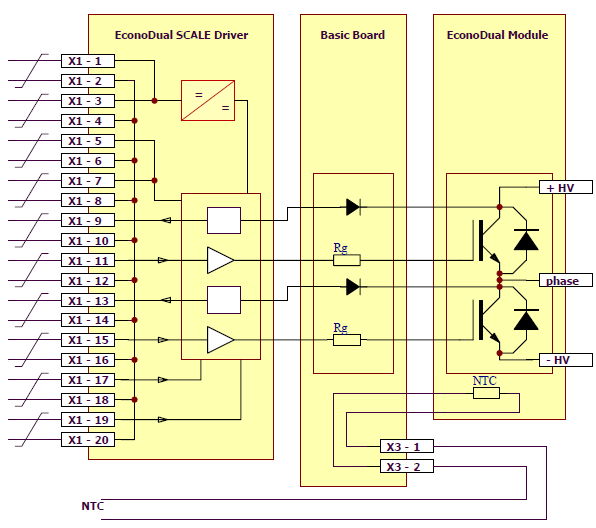 EconoDual SCALE Driver
Basic Board
EconoDual Module
X1 - 1
X1 - 2
X1 - 3
X1 - 4
X1 - 5
X1 - 6
X1 - 7
X1 - 8
X1 - 9
X1 - 10
X1 - 11
X1 - 12
X1 - 13
X1 - 14
X1 - 15
X1 - 16
X1 - 17
X1 - 18
X1 - 19
X1 - 20
=
=
Rg
Rg
+ HV
phase
- HV
NTC
X3 - 1
X3 - 2
NTC